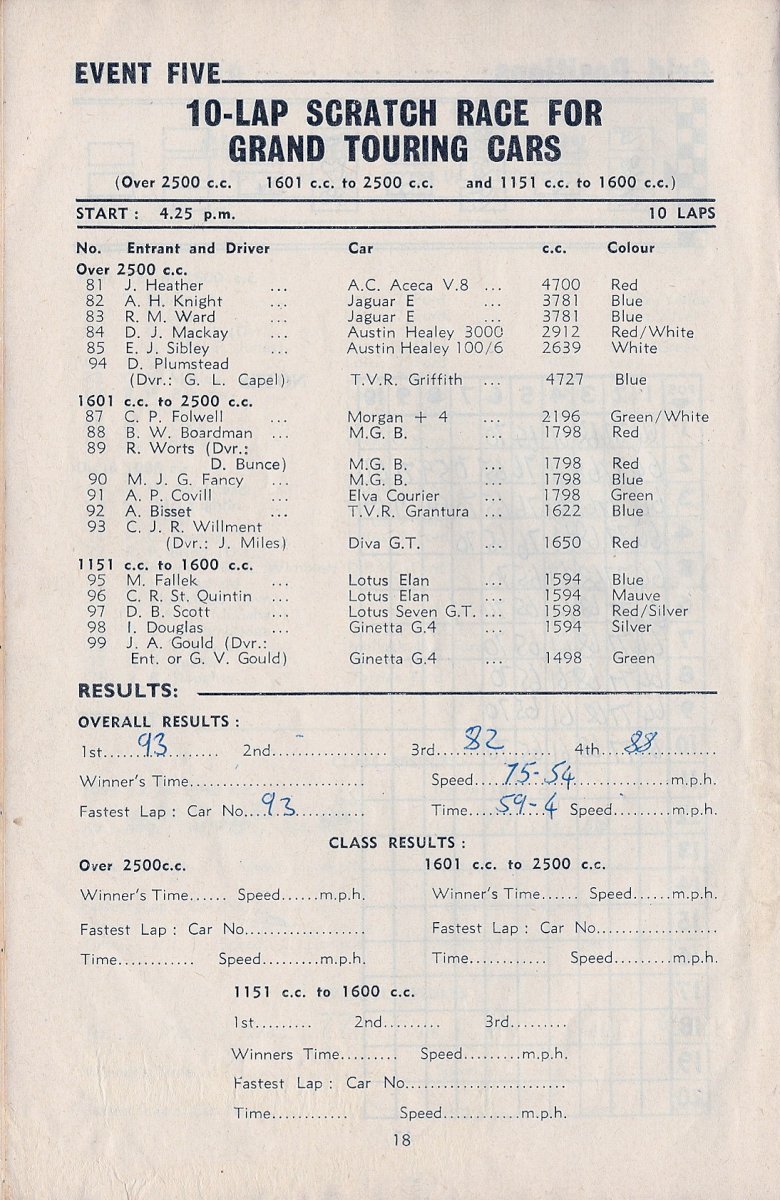 EVENT FIVE
10-LAP SCRATCH RACE FOR
GRAND TOURING CARS
(Over 2500 c.c. 1601 c.c. to 2500 c.c. and 1151 c.c. to 1600 c.c.)
START : 4.25 p.m. 10 LAPS
No. Entrant and Driver Car c.c. Colour
Over 2500 c.c.
81 J. Heather ... A.C. Aceca V.8 ... 4700 Red
82 A. H. Knight ... Jaguar E ... 3781 Blue
83 R. M. Ward ... Jaguar E ... 3781 Blue
84 D. J. Mackay ... Austin Healey 3000 2912 Red/White
85 E. J. Sibley ... Austin Healey 100/6 2639 White
94 D. Plumstead
(Dvr.: G. L. Capel) T.V.R. Griffith ... 4727 Blue
1601 c.c. to 2500 c.c.
87 C. P. Folwell ... Morgan + 4 ... 2196 Green/White
88 B. W. Boardman ... M.G. B. ... 1798 Red
89 R. Worts (Dvr.:
D. Bunce) M.G. B. ... 1798 Red
90 M. J. G. Fancy ... M.G. B. ... 1798 Blue
91 A. P. Covill ... Elva Courier ... 1798 Green
92 A. Bisset ... T.V.R. Grantura ... 1622 Blue
93 C. J. R. Willment
(Dvr.: J. Miles) Diva G.T. ... 1650 Red
1151 c.c. to 1600 c.c.
95 M. Fallek ... Lotus Elan ... 1594 Blue
96 C. R. St. Quintin ... Lotus Elan ... 1594 Mauve
97 D. B. Scott ... Lotus Seven G.T. ... 1598 Red/Silver
98 I. Douglas ... Ginetta G.4 ... 1594 Silver
99 J. A. Gould (Dvr.:
Ent. or G. V. Gould) Ginetta G.4 ... 1498 Green
RESULTS:
OVERALL RESULTS :
1st......93........ 2nd.................... 3rd........82........ 4th....88..........
Winner's Time............................ Speed....75-54................m.p.h.
Fastest Lap : Car No...93........... Time....59-4.... Speed.........m.p.h.
CLASS RESULTS :
Over 2500c.c. 1601 c.c. to 2500 c.c.
Winner's Time...... Speed......m.p.h. Winner's Time...... Speed.......m.p.h.
Fastest Lap : Car No................... Fastest Lap : Car No...................
Time............ Speed.........m.p.h. Time............ Speed.........m.p.h.
1151 c.c. to 1600 c.c.
1st......... 2nd......... 3rd.........
Winners Time......... Speed.........m.p.h.
Fastest Lap : Car No.........................
Time............ Speed............m.p.h.
18